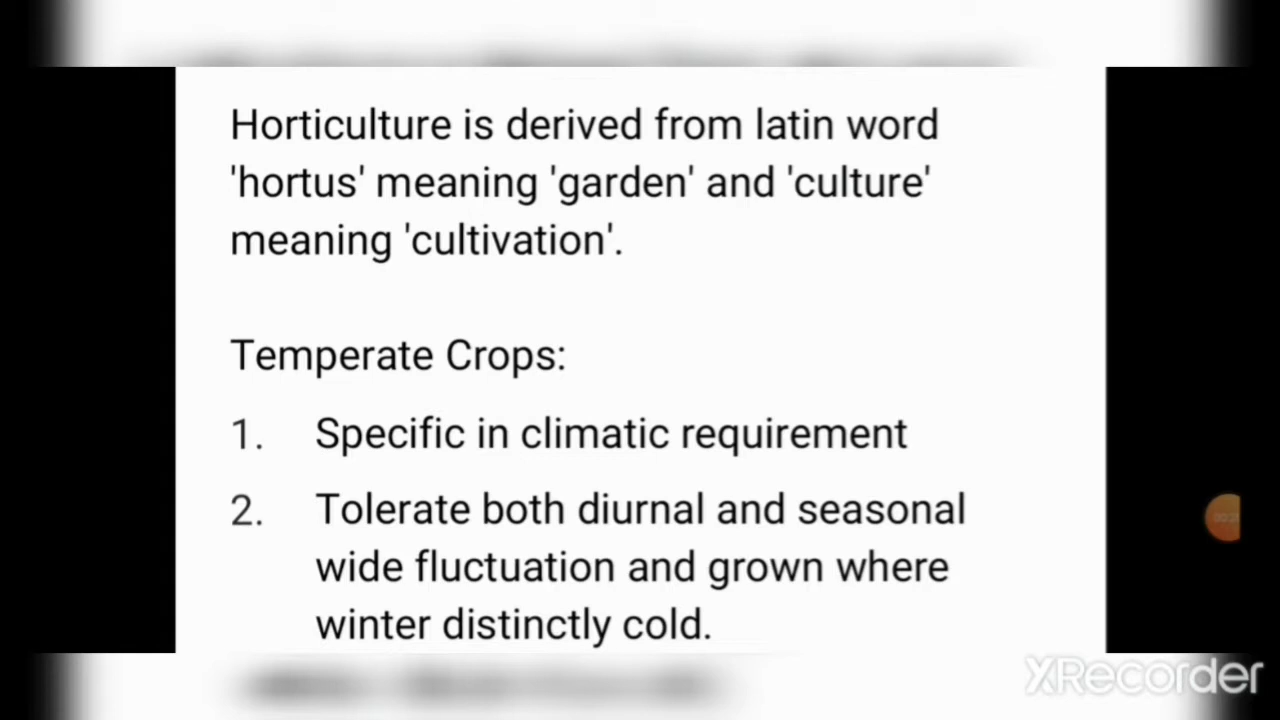 Horticulture is derived from latin word
'hortus' meaning 'garden' and 'culture'
meaning 'cultivation'.
Temperate Crops:
1. Specific in climatic requirement
2. Tolerate both diurnal and seasonal
wide fluctuation and grown where
winter distinctly cold.
XRecorder